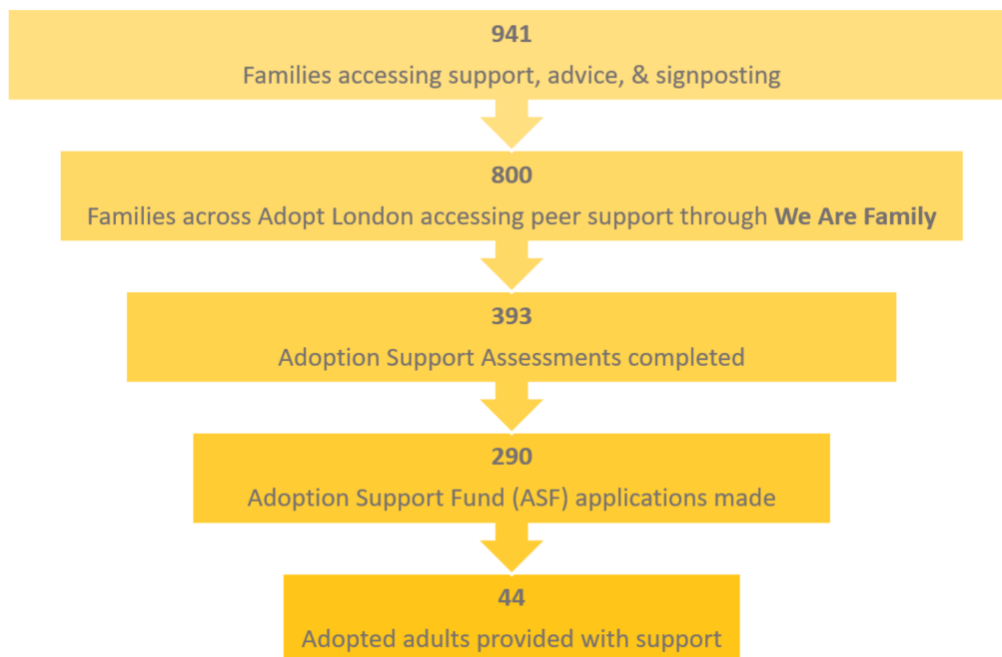 941
Families accessing support, advice, & signposting
800
Families across Adopt London accessing peer support through We Are Family
393
Adoption Support Assessments completed
290
Adoption Support Fund (ASF) applications made
44
Adopted adults provided with support